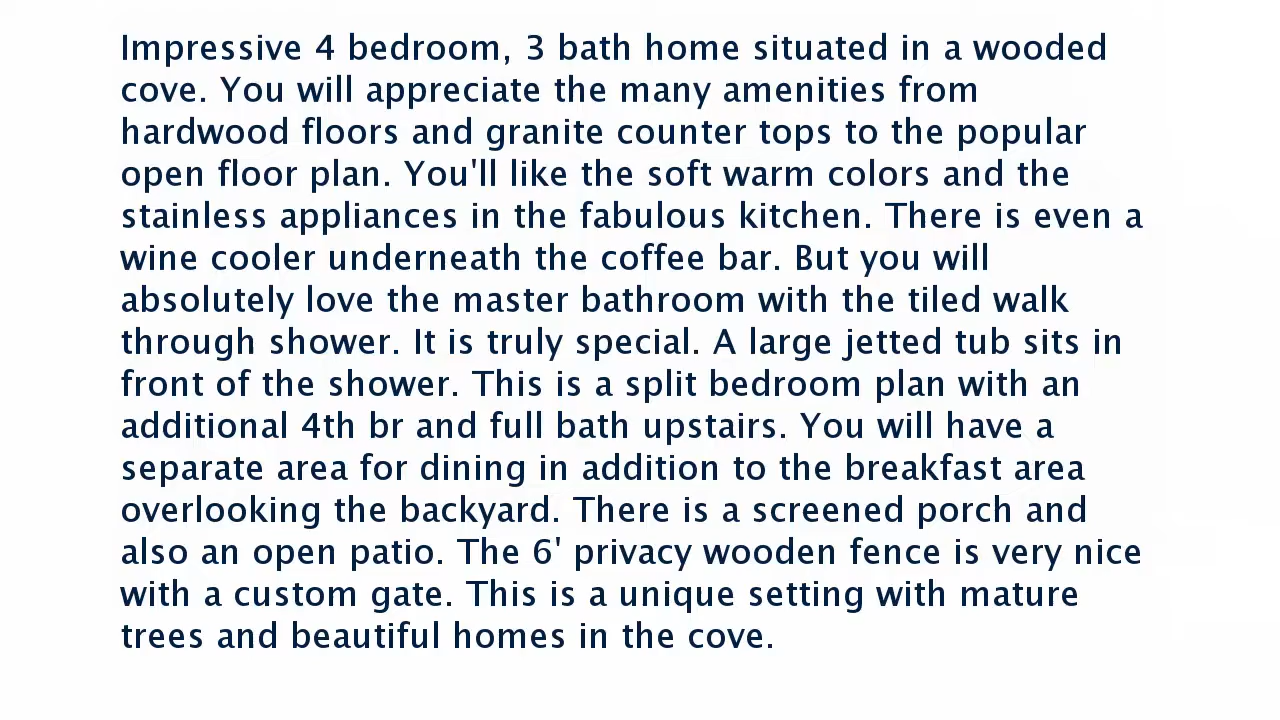 Impressive 4 bedroom, 3 bath home situated in a wooded
cove. You will appreciate the many amenities from
hardwood floors and granite counter tops to the popular
open floor plan. You'll like the soft warm colors and the
stainless appliances in the fabulous kitchen. There is even a
wine cooler underneath the coffee bar. But you will
absolutely love the master bathroom with the tiled walk
through shower. It is truly special. A large jetted tub sits in
front of the shower. This is a split bedroom plan with an
additional 4th br and full bath upstairs. You will have a
separate area for dining in addition to the breakfast area
overlooking the backyard. There is a screened porch and
also an open patio. The 6' privacy wooden fence is very nice
with a custom gate. This is a unique setting with mature
trees and beautiful homes in the cove.